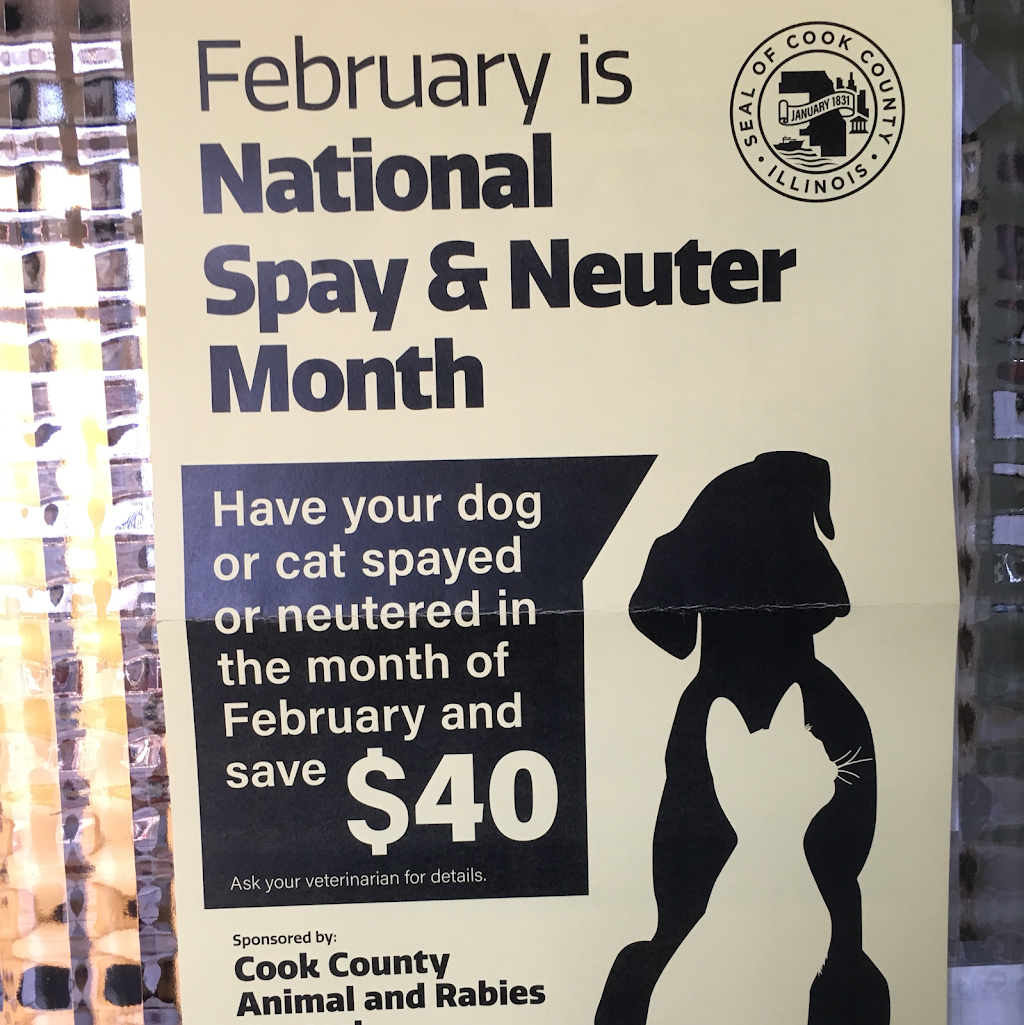 February is
National
Spay & Neuter
Month
SEAL OF COOK COUNTY
• ILLINOIS •
JANUARY 1831
Have your dog
or cat spayed
or neutered in
the month of
February and
save $40
Ask your veterinarian for details.
Sponsored by:
Cook County
Animal and Rabies